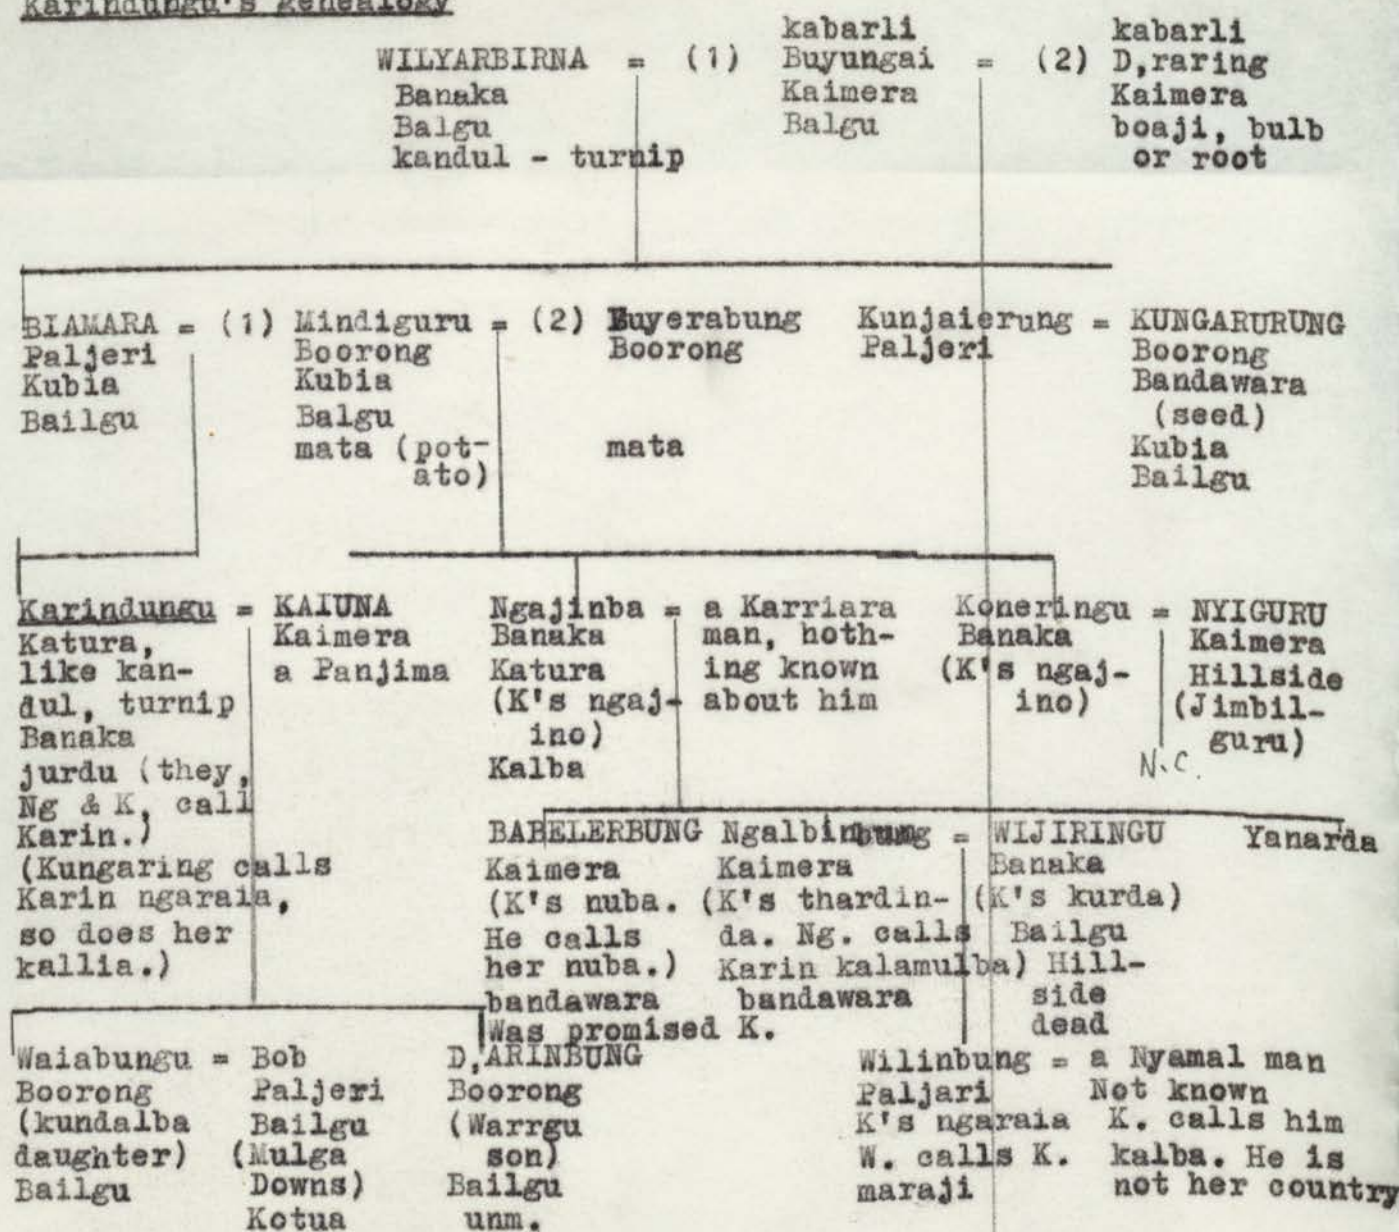 Karindungu's genealogy
kabarli kabarli
WILYARBIRNA = (1) Buyungai = (2) D,raring
Banaka Kaimera Kaimera
Balgu Balgu boaji, bulb
kandul - turnip or root
BIAMARA = (1) Mindiguru = (2) Buyerabung Kunjaierung = KUNGARURUNG
Paljeri Boorong Boorong Paljeri Boorong
Kubia Kubia Bandawara
Bailgu Balgu (seed)
mata (pot- mata Kubia
ato) Bailgu
Karindungu = KAIUNA Ngajinba = a Karriara Koneringu = NYIGURU
Katura, Kaimera Banaka man, noth- Banaka Kaimera
like kan- a Panjima Katura ing known (K's ngaj- Hillside
dul, turnip (K's ngaj- about him ino) (Jimbil-
Banaka ino) guru)
jurdu (they, Kalba N.C.
Ng & K, call
Karin.) BABELERBUNG Ngalbinbung = WIJIRINGU Yanarda
(Kungaring calls Kaimera Kaimera Banaka
Karin ngaraia, (K's nuba. (K's thardin- (K's kurda)
so does her He calls da. Ng. calls Bailgu
kallia.) her nuba.) Karin kalamulba) Hill-
bandawara bandawara side
Was promised K. dead
Waiabungu = Bob D,ARINBUNG Wilinbung = a Nyamal man
Boorong Paljeri Boorong Paljari Not known
(kundalba Bailgu (Warrgu K's ngaraia K. calls him
daughter) (Mulga son) W. calls K. kalba. He is
Bailgu Downs) Bailgu maraji not her country
Kotua unm.